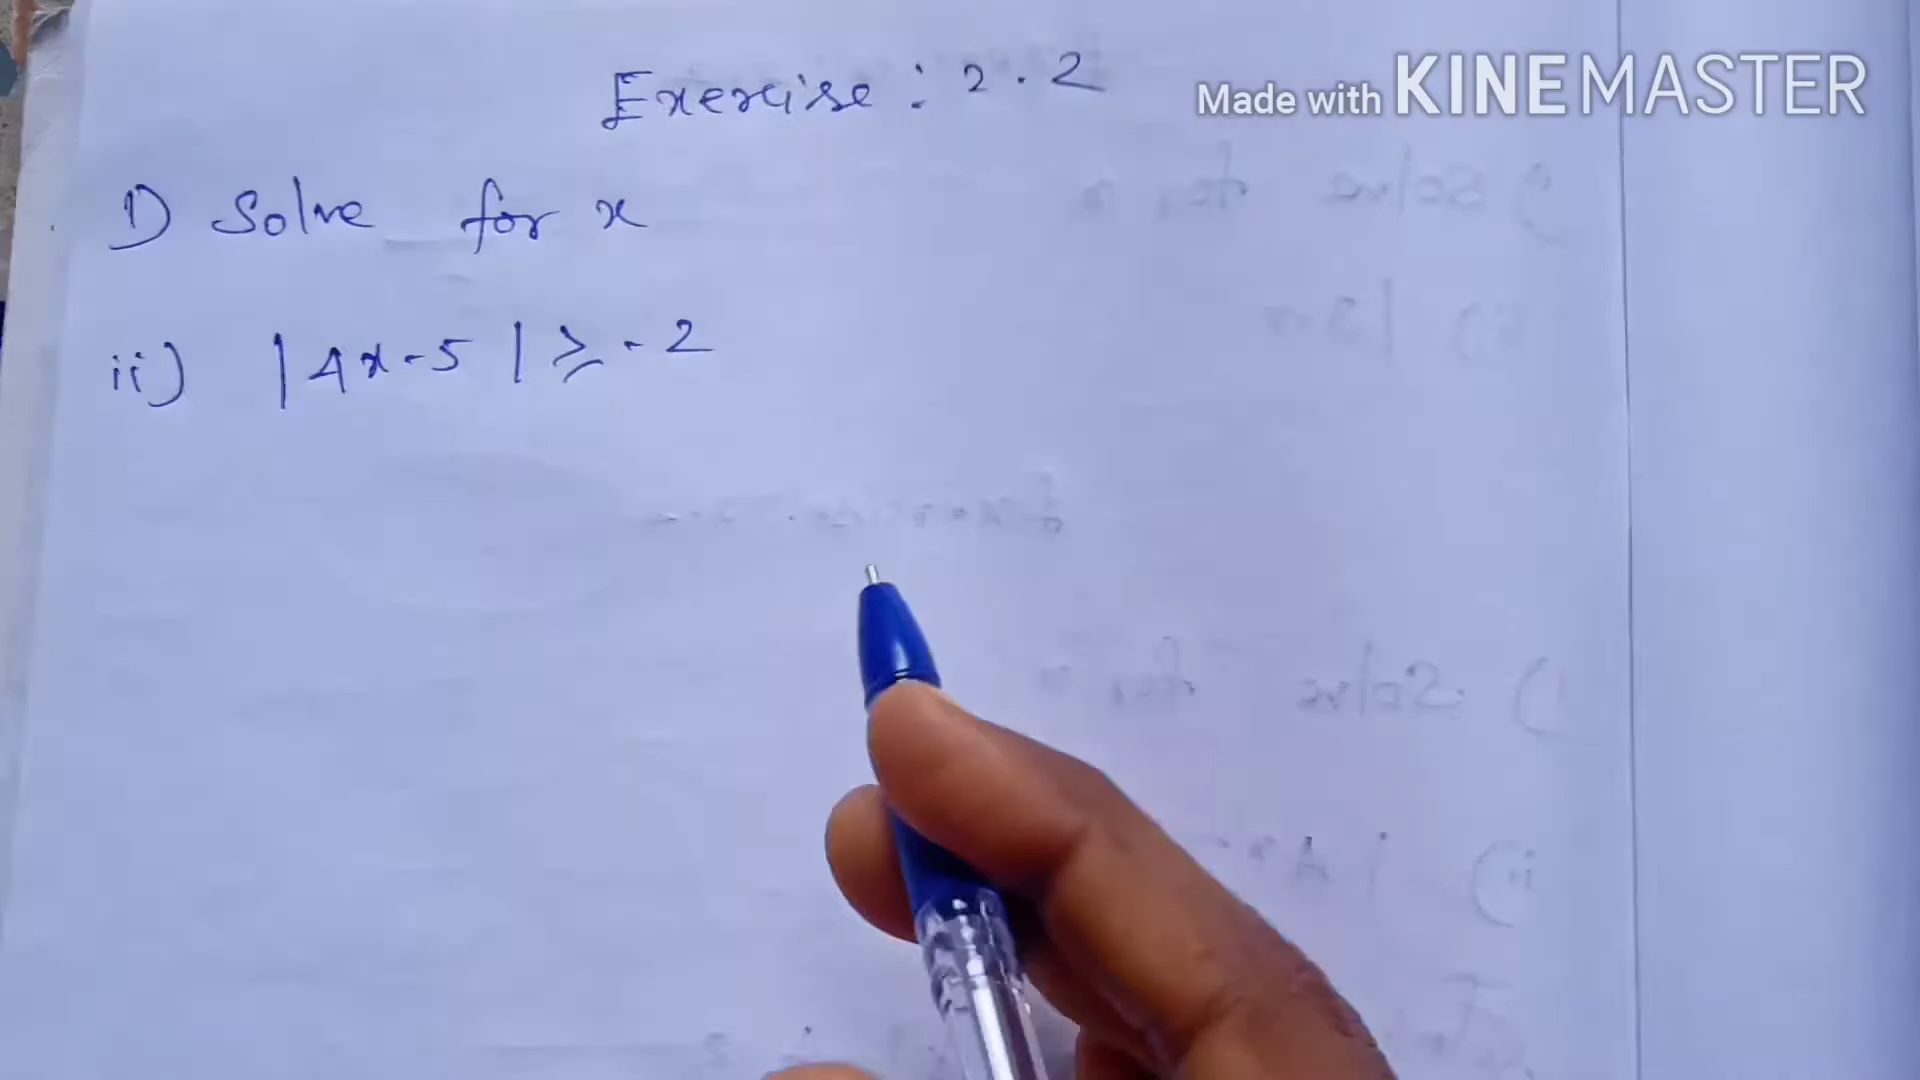 Made with KINEMASTER
Exercise : 2.2
1) Solve for x
ii) |4x-5| ≥ -2